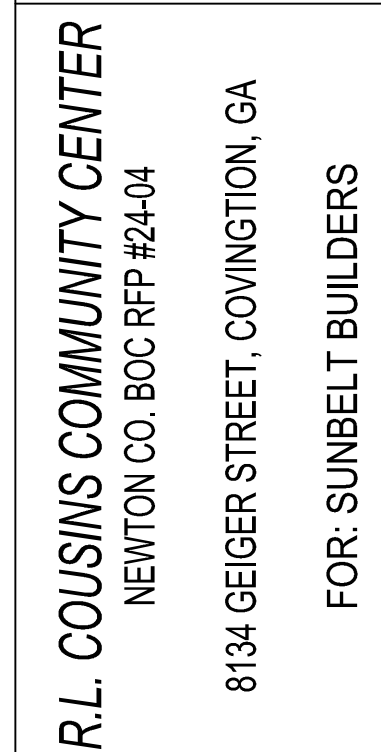 R.L. COUSINS COMMUNITY CENTER
NEWTON CO. BOC RFP #24-04
8134 GEIGER STREET, COVINGTION, GA
FOR: SUNBELT BUILDERS